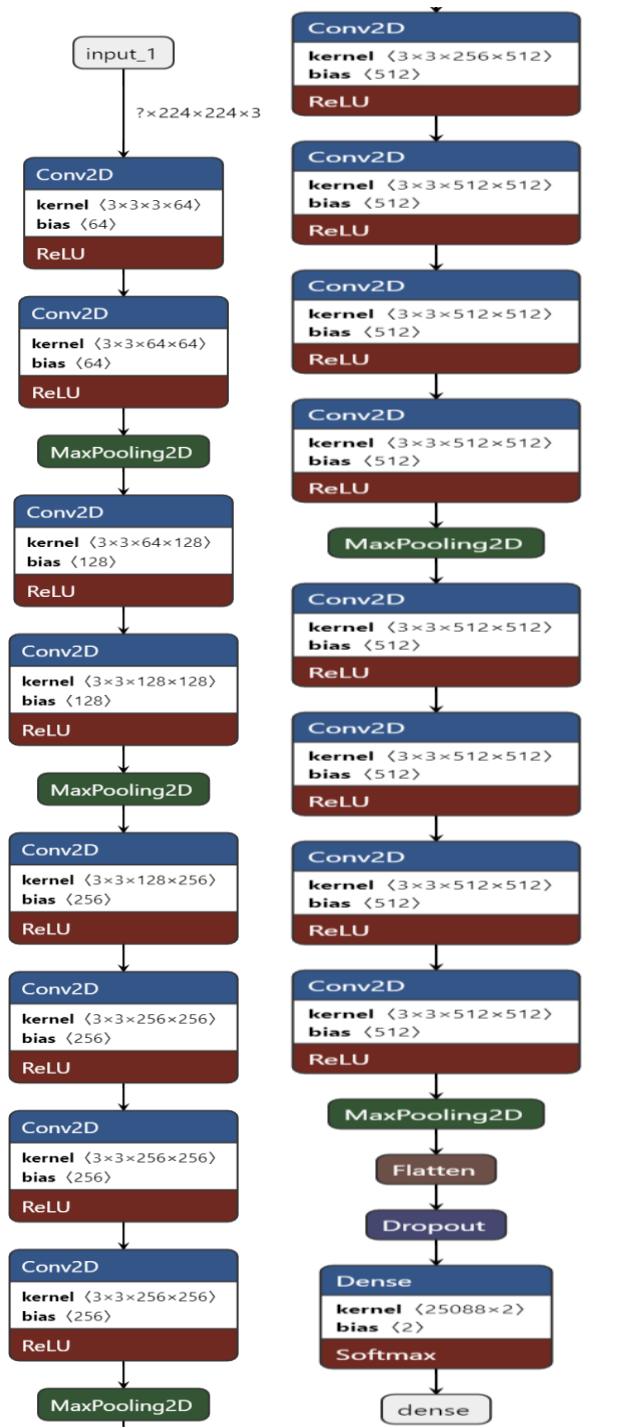 input_1
?×224×224×3
Conv2D
kernel ⟨3×3×3×64⟩
bias ⟨64⟩
ReLU
Conv2D
kernel ⟨3×3×64×64⟩
bias ⟨64⟩
ReLU
MaxPooling2D
Conv2D
kernel ⟨3×3×64×128⟩
bias ⟨128⟩
ReLU
Conv2D
kernel ⟨3×3×128×128⟩
bias ⟨128⟩
ReLU
MaxPooling2D
Conv2D
kernel ⟨3×3×128×256⟩
bias ⟨256⟩
ReLU
Conv2D
kernel ⟨3×3×256×256⟩
bias ⟨256⟩
ReLU
Conv2D
kernel ⟨3×3×256×256⟩
bias ⟨256⟩
ReLU
Conv2D
kernel ⟨3×3×256×256⟩
bias ⟨256⟩
ReLU
MaxPooling2D
Conv2D
kernel ⟨3×3×256×512⟩
bias ⟨512⟩
ReLU
Conv2D
kernel ⟨3×3×512×512⟩
bias ⟨512⟩
ReLU
Conv2D
kernel ⟨3×3×512×512⟩
bias ⟨512⟩
ReLU
Conv2D
kernel ⟨3×3×512×512⟩
bias ⟨512⟩
ReLU
MaxPooling2D
Conv2D
kernel ⟨3×3×512×512⟩
bias ⟨512⟩
ReLU
Conv2D
kernel ⟨3×3×512×512⟩
bias ⟨512⟩
ReLU
Conv2D
kernel ⟨3×3×512×512⟩
bias ⟨512⟩
ReLU
Conv2D
kernel ⟨3×3×512×512⟩
bias ⟨512⟩
ReLU
MaxPooling2D
Flatten
Dropout
Dense
kernel ⟨25088×2⟩
bias ⟨2⟩
Softmax
dense